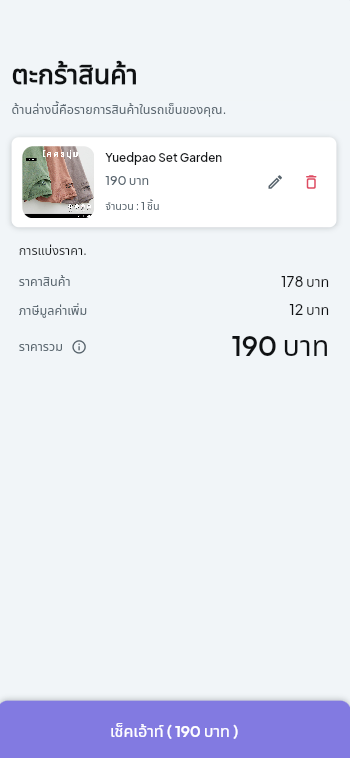 ตะกร้าสินค้า
ด้านล่างนี้คือรายการสินค้าในรถเข็นของคุณ.
Yuedpao Set Garden
190 บาท
จำนวน : 1 ชิ้น
การแบ่งราคา.
ราคาสินค้า 178 บาท
ภาษีมูลค่าเพิ่ม 12 บาท
ราคารวม 190 บาท
เช็คเอ้าท์ ( 190 บาท )